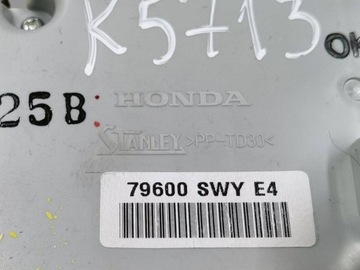 K5713
OK
25B
HONDA
STANLEY >PP-TD30<
79600 SWY E4